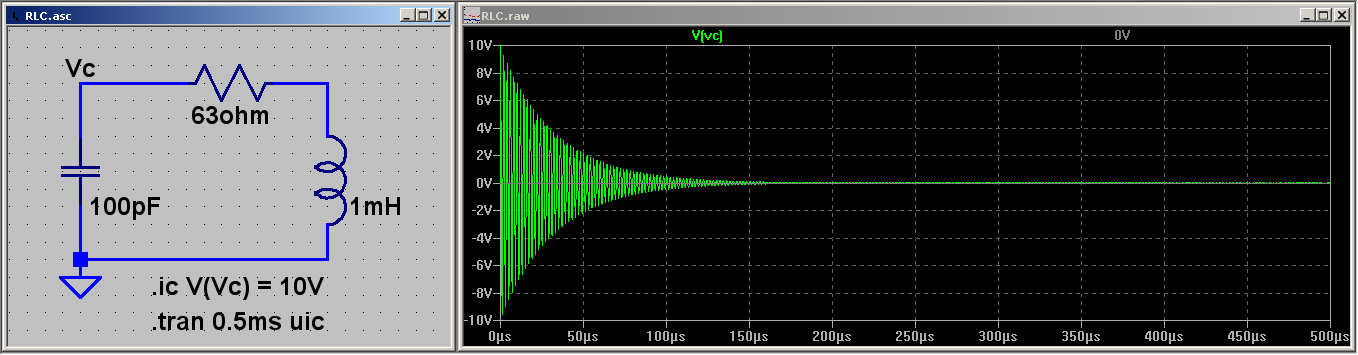 RLC.asc
Vc
63ohm
100pF
1mH
.ic V(Vc) = 10V
.tran 0.5ms uic
RLC.raw
V(vc) 0V
10V
8V
6V
4V
2V
0V
-2V
-4V
-6V
-8V
-10V
0µs 50µs 100µs 150µs 200µs 250µs 300µs 350µs 400µs 450µs 500µs